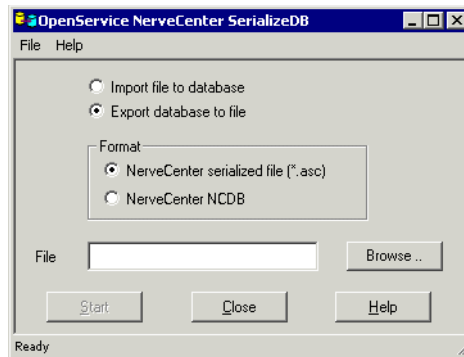 OpenService NerveCenter SerializeDB
File Help
Import file to database
Export database to file
Format
NerveCenter serialized file (*.asc)
NerveCenter NCDB
File Browse ..
Start Close Help
Ready